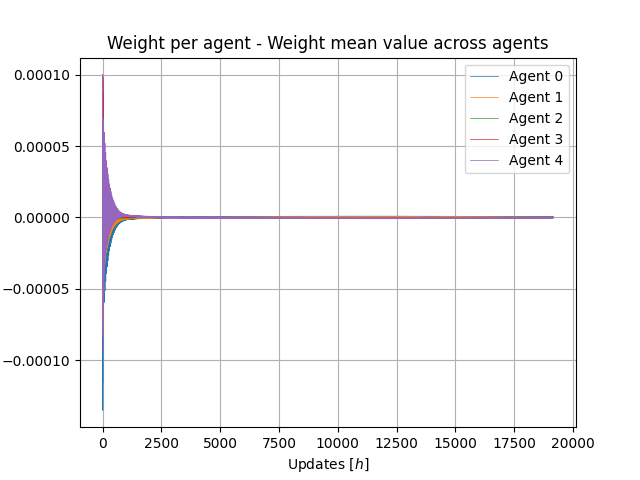 Weight per agent - Weight mean value across agents
0.00010
0.00005
0.00000
−0.00005
−0.00010
Agent 0
Agent 1
Agent 2
Agent 3
Agent 4
0 2500 5000 7500 10000 12500 15000 17500 20000
Updates [h]